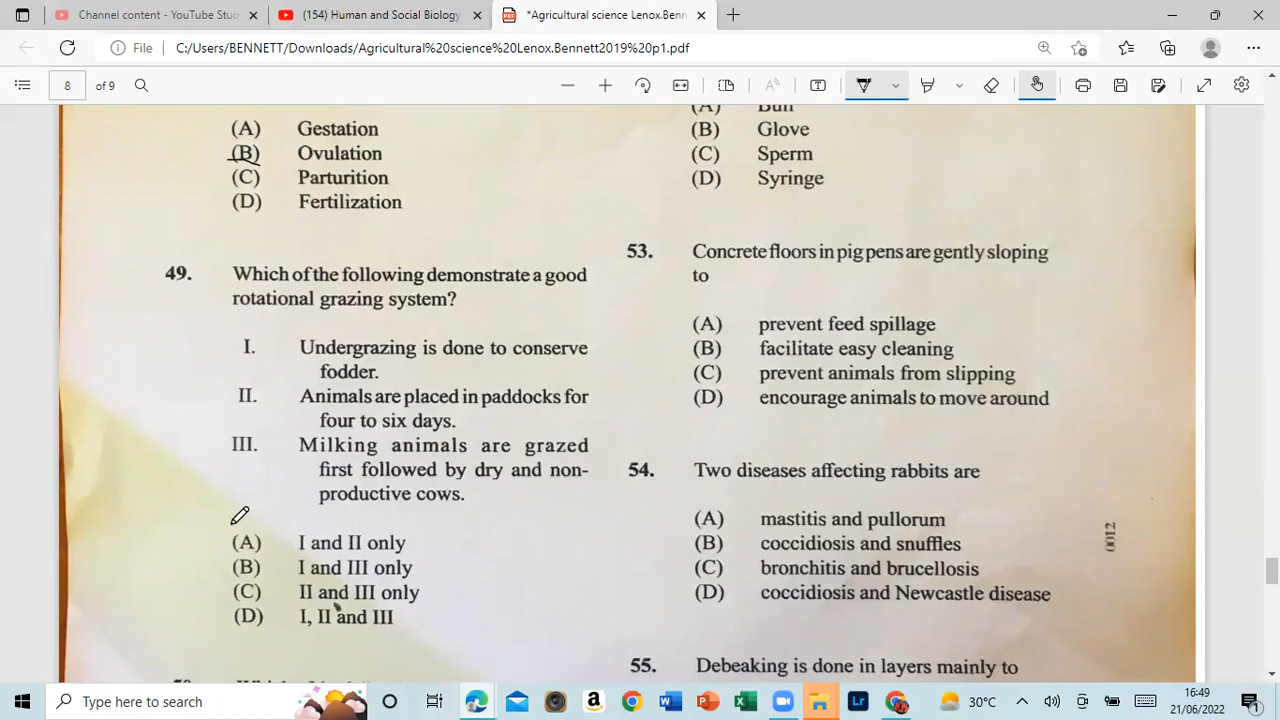 Channel content - YouTube
(154) Human and Social Biology
*Agricultural science Lenox.Benn
File
C:/Users/BENNETT/Downloads/Agricultural%20science%20Lenox.Bennett2019%20p1.pdf
8 of 9
(A) Gestation
(B) Ovulation
(C) Parturition
(D) Fertilization
49. Which of the following demonstrate a good
rotational grazing system?
I. Undergrazing is done to conserve
fodder.
II. Animals are placed in paddocks for
four to six days.
III. Milking animals are grazed
first followed by dry and non-
productive cows.
(A) I and II only
(B) I and III only
(C) II and III only
(D) I, II and III
(A) Bull
(B) Glove
(C) Sperm
(D) Syringe
53. Concrete floors in pig pens are gently sloping
to
(A) prevent feed spillage
(B) facilitate easy cleaning
(C) prevent animals from slipping
(D) encourage animals to move around
54. Two diseases affecting rabbits are
(A) mastitis and pullorum
(B) coccidiosis and snuffles
(C) bronchitis and brucellosis
(D) coccidiosis and Newcastle disease
0012
55. Debeaking is done in layers mainly to
Type here to search
30°C
16:49
21/06/2022